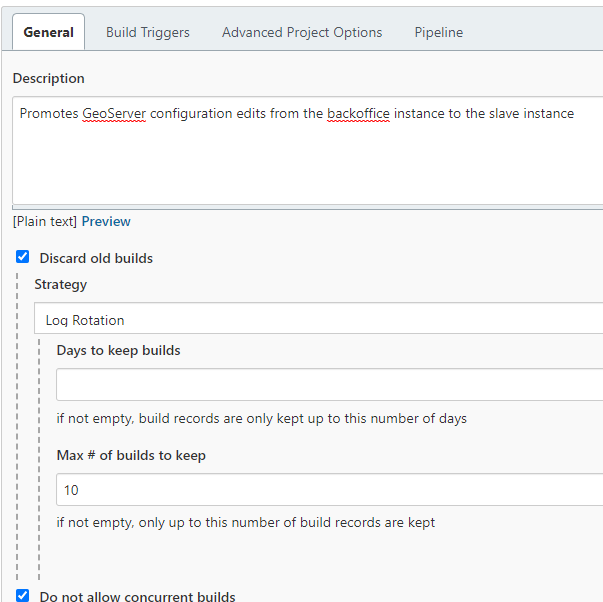 General Build Triggers Advanced Project Options Pipeline
Description
Promotes GeoServer configuration edits from the backoffice instance to the slave instance
[Plain text] Preview
Discard old builds
Strategy
Log Rotation
Days to keep builds
if not empty, build records are only kept up to this number of days
Max # of builds to keep
10
if not empty, only up to this number of build records are kept
Do not allow concurrent builds